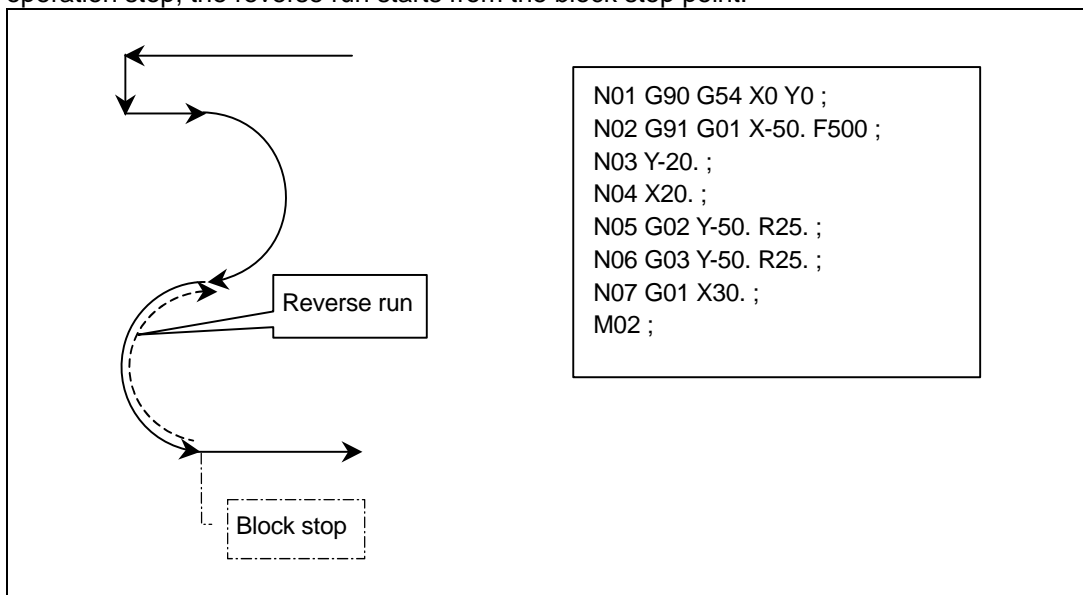 operation stop, the reverse run starts from the block stop point.
N01 G90 G54 X0 Y0 ;
N02 G91 G01 X-50. F500 ;
N03 Y-20. ;
N04 X20. ;
N05 G02 Y-50. R25. ;
N06 G03 Y-50. R25. ;
N07 G01 X30. ;
M02 ;
Reverse run
Block stop